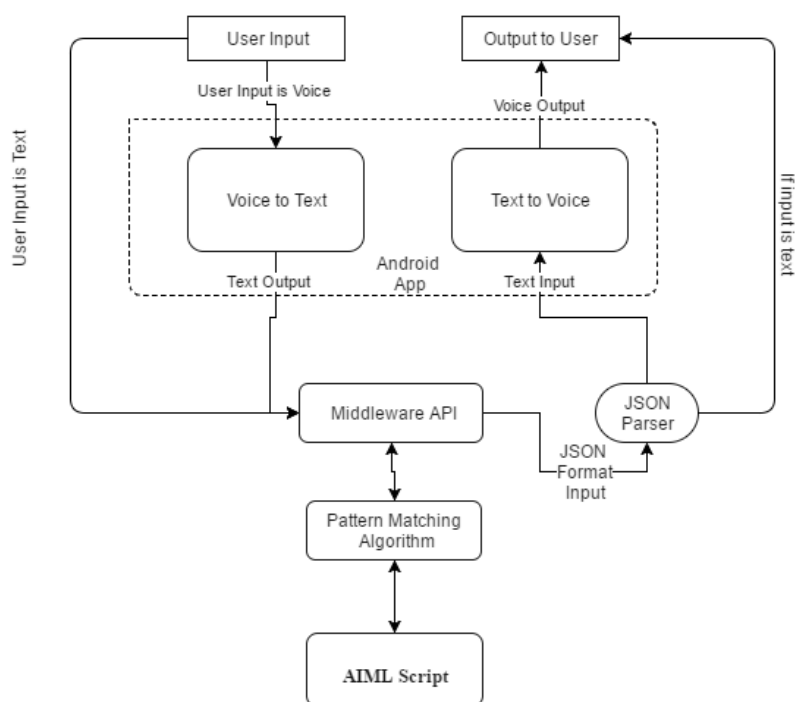 User Input
Output to User
User Input is Voice
Voice Output
User Input is Text
If input is text
Voice to Text
Text to Voice
Android
App
Text Output
Text Input
Middleware API
JSON
Parser
JSON
Format
Input
Pattern Matching
Algorithm
AIML Script